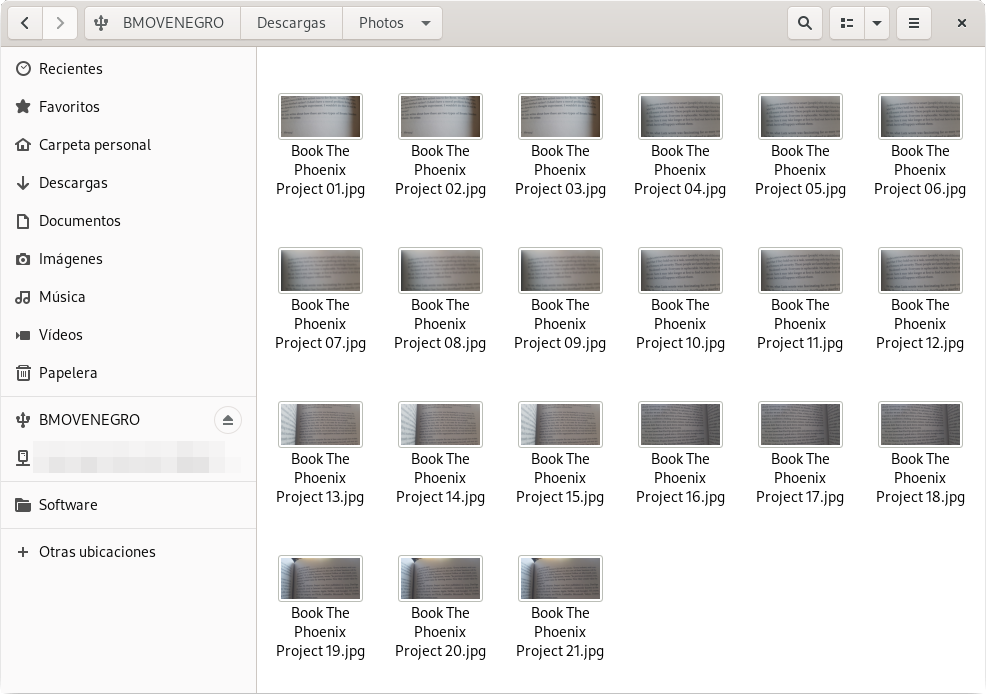 BMOVENEGRO Descargas Photos
Recientes
Favoritos
Carpeta personal
Descargas
Documentos
Imágenes
Música
Vídeos
Papelera
BMOVENEGRO
Software
Otras ubicaciones
Book The
Phoenix
Project 01.jpg
Book The
Phoenix
Project 02.jpg
Book The
Phoenix
Project 03.jpg
Book The
Phoenix
Project 04.jpg
Book The
Phoenix
Project 05.jpg
Book The
Phoenix
Project 06.jpg
Book The
Phoenix
Project 07.jpg
Book The
Phoenix
Project 08.jpg
Book The
Phoenix
Project 09.jpg
Book The
Phoenix
Project 10.jpg
Book The
Phoenix
Project 11.jpg
Book The
Phoenix
Project 12.jpg
Book The
Phoenix
Project 13.jpg
Book The
Phoenix
Project 14.jpg
Book The
Phoenix
Project 15.jpg
Book The
Phoenix
Project 16.jpg
Book The
Phoenix
Project 17.jpg
Book The
Phoenix
Project 18.jpg
Book The
Phoenix
Project 19.jpg
Book The
Phoenix
Project 20.jpg
Book The
Phoenix
Project 21.jpg